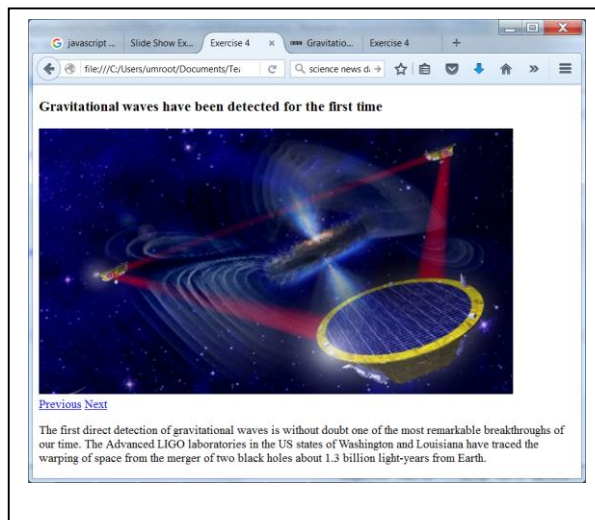 javascript ... Slide Show Ex... Exercise 4 × Gravitatio... Exercise 4 +
file:///C:/Users/umroot/Documents/Tea science news d.
Gravitational waves have been detected for the first time
Previous Next
The first direct detection of gravitational waves is without doubt one of the most remarkable breakthroughs of
our time. The Advanced LIGO laboratories in the US states of Washington and Louisiana have traced the
warping of space from the merger of two black holes about 1.3 billion light-years from Earth.